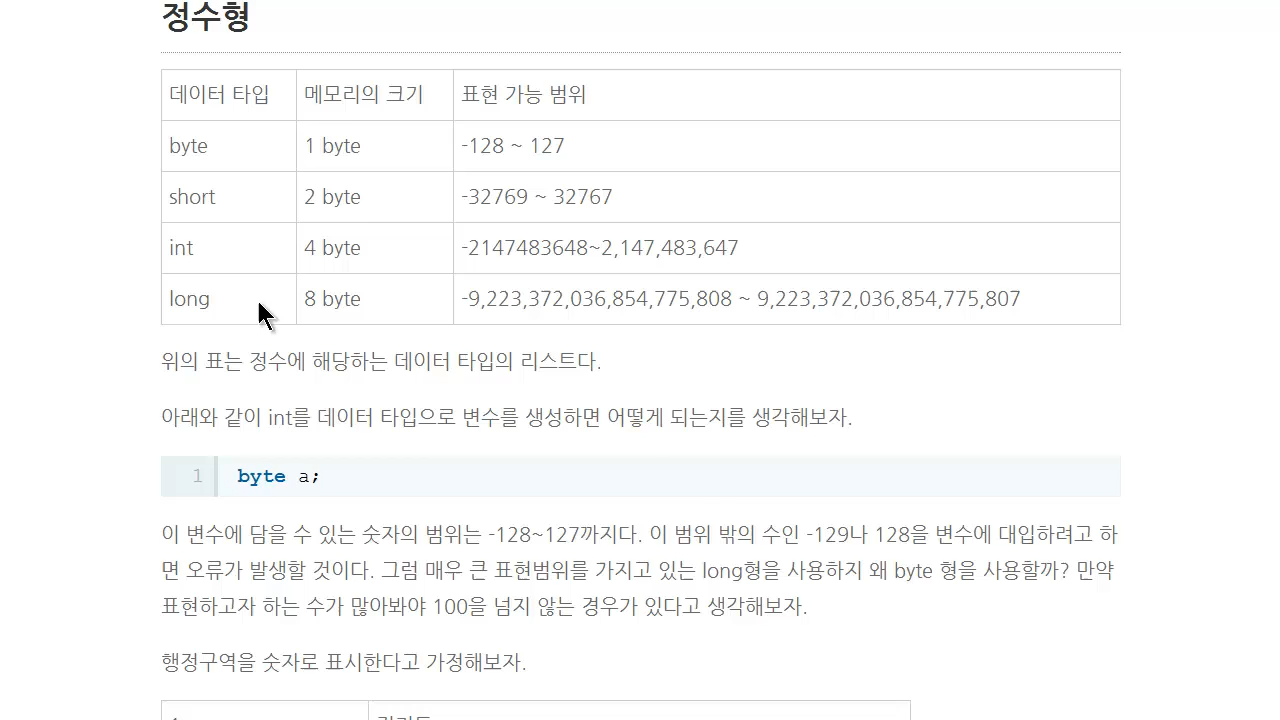 정수형
데이터 타입 메모리의 크기 표현 가능 범위
byte 1 byte -128 ~ 127
short 2 byte -32769 ~ 32767
int 4 byte -2147483648~2,147,483,647
long 8 byte -9,223,372,036,854,775,808 ~ 9,223,372,036,854,775,807
위의 표는 정수에 해당하는 데이터 타입의 리스트다.
아래와 같이 int를 데이터 타입으로 변수를 생성하면 어떻게 되는지를 생각해보자.
1 byte a;
이 변수에 담을 수 있는 숫자의 범위는 -128~127까지다. 이 범위 밖의 수인 -129나 128을 변수에 대입하려고 하
면 오류가 발생할 것이다. 그럼 매우 큰 표현범위를 가지고 있는 long형을 사용하지 왜 byte 형을 사용할까? 만약
표현하고자 하는 수가 많아봐야 100을 넘지 않는 경우가 있다고 생각해보자.
행정구역을 숫자로 표시한다고 가정해보자.